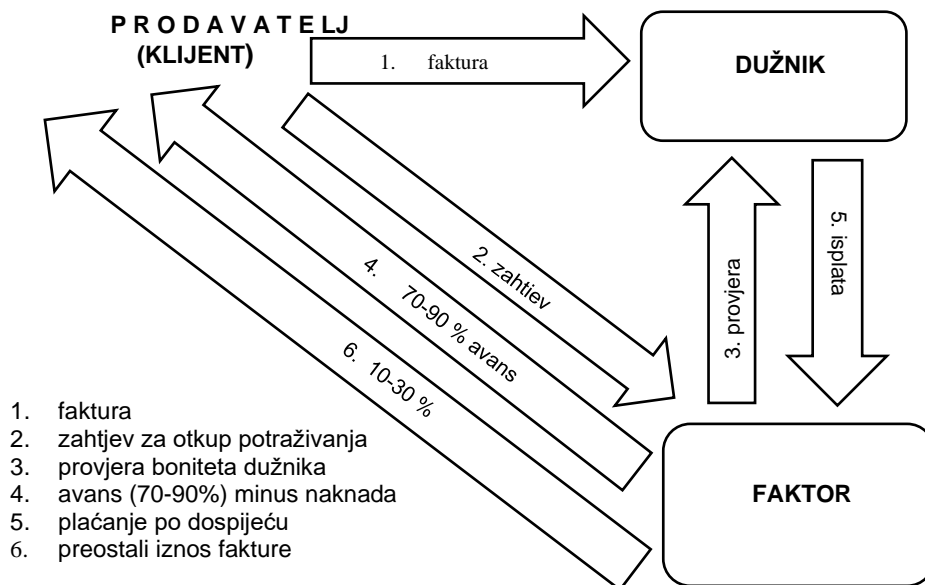 P R O D A V A T E LJ
(KLIJENT)
1. faktura
DUŽNIK
2. zahtiev
4. 70-90 % avans
6. 10-30 %
3. provjera
5. isplata
FAKTOR
1. faktura
2. zahtjev za otkup potraživanja
3. provjera boniteta dužnika
4. avans (70-90%) minus naknada
5. plaćanje po dospijeću
6. preostali iznos fakture